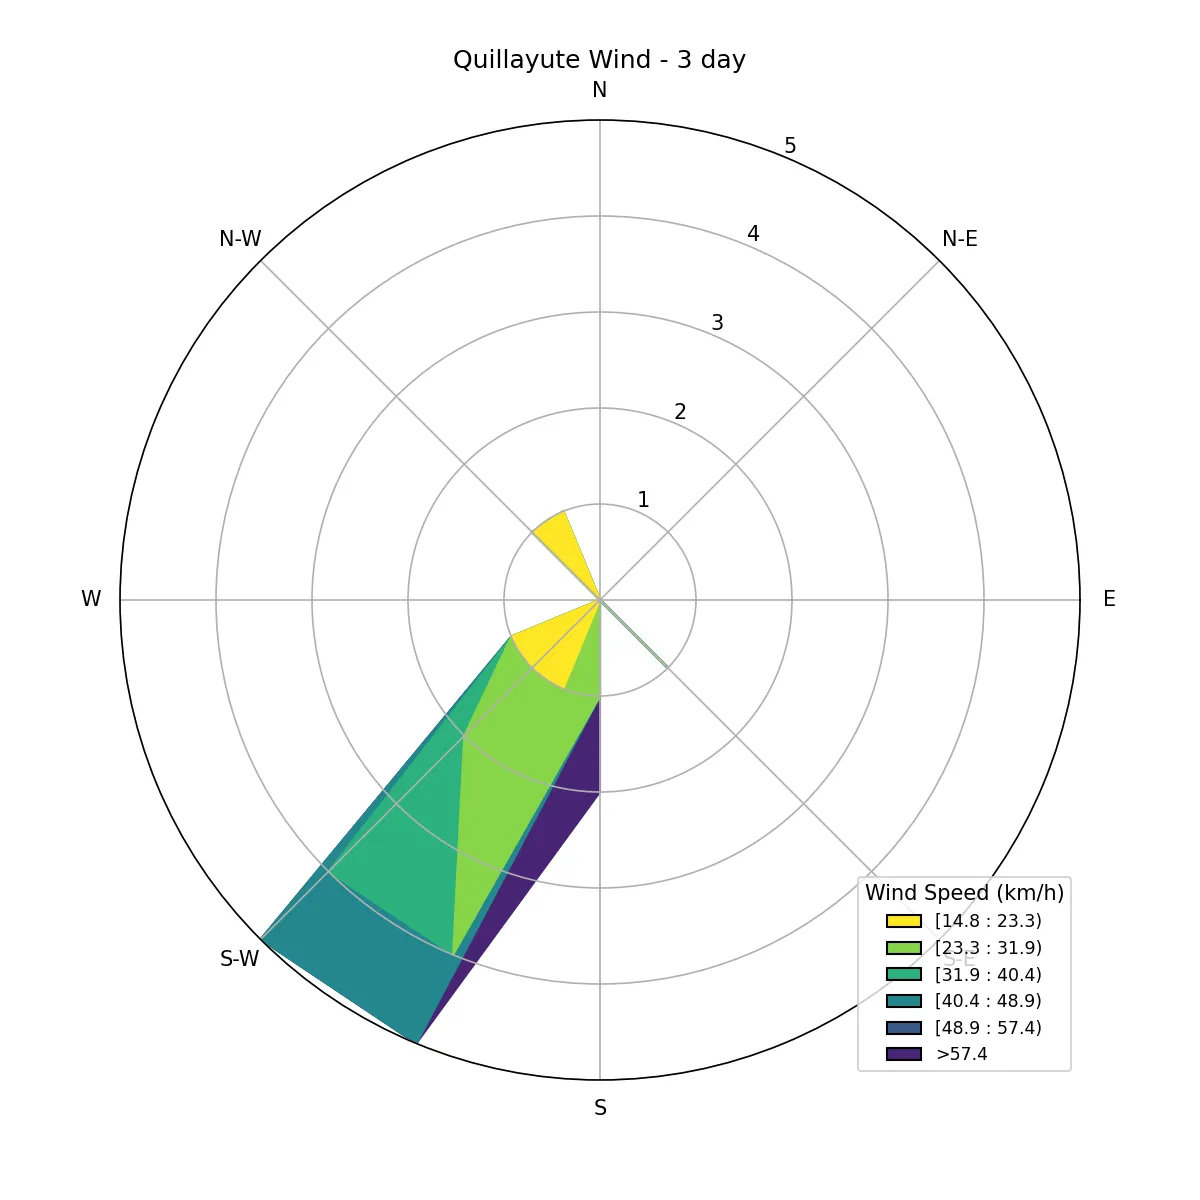 Quillayute Wind - 3 day
N
5
N-W
4
N-E
3
2
1
W
E
Wind Speed (km/h)
[14.8 : 23.3)
[23.3 : 31.9)
S-W
S-E
[31.9 : 40.4)
[40.4 : 48.9)
[48.9 : 57.4)
>57.4
S